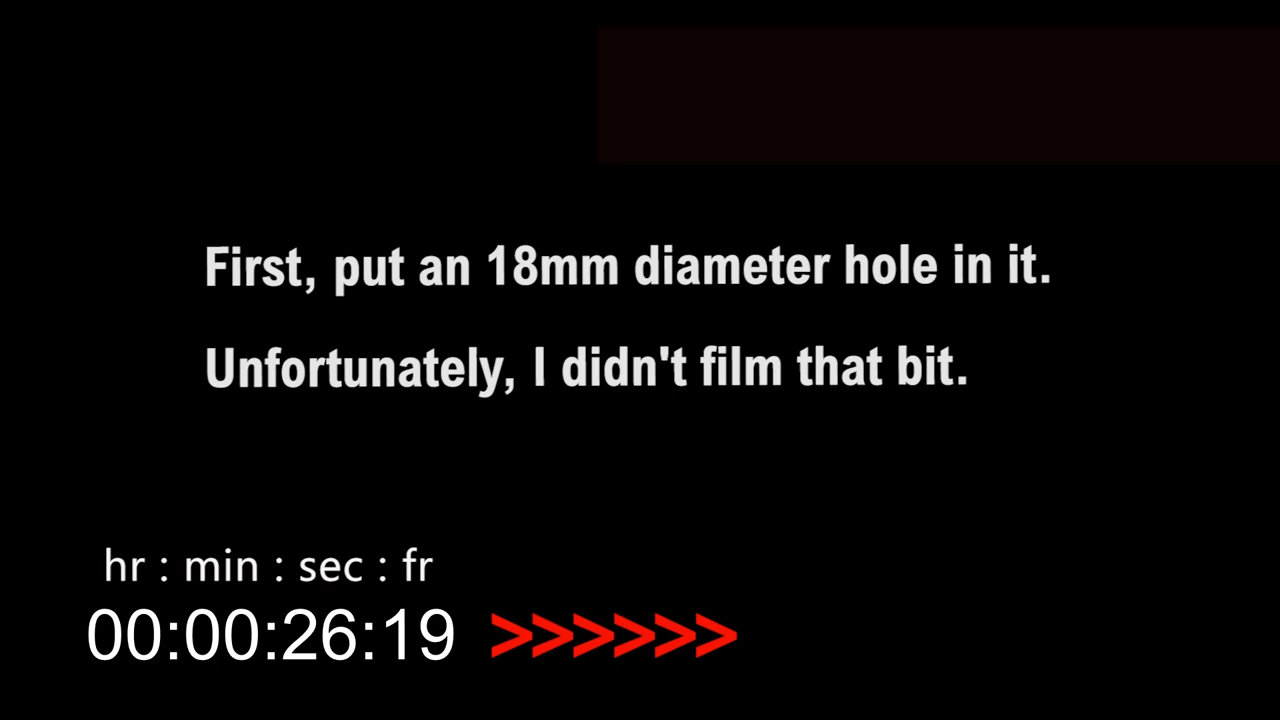 First, put an 18mm diameter hole in it.
Unfortunately, I didn't film that bit.
hr : min : sec : fr
00:00:26:19 >>>>>>